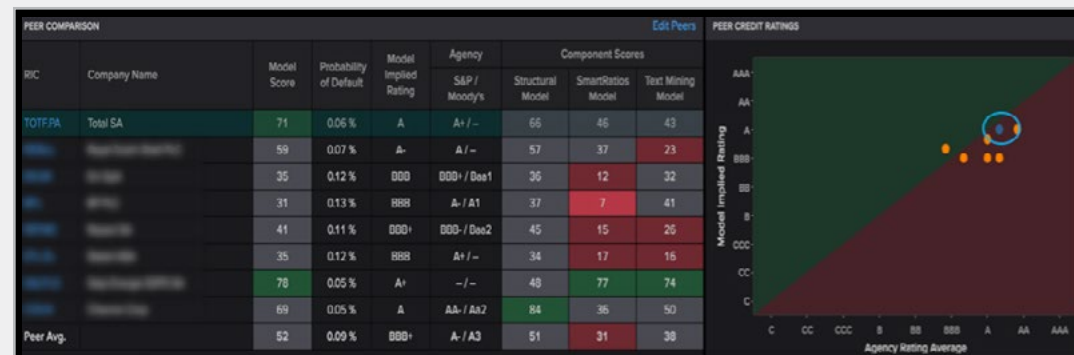 PEER COMPARISON Edit Peers
RIC Company Name Model Score Probability of Default Model Implied Rating Agency S&P / Moody's Component Scores Structural Model SmartRatios Model Text Mining Model
TOTF.PA Total SA 71 0.06 % A A+ / -- 66 46 43
59 0.07 % A- A / -- 57 37 23
35 0.12 % BBB BBB+ / Baa1 36 12 32
31 0.13 % BBB A- / A1 37 7 41
41 0.11 % BBB+ BBB- / Baa2 45 15 26
35 0.12 % BBB A+ / -- 34 17 16
78 0.05 % A+ -- / -- 48 77 74
69 0.05 % A AA- / Aa2 84 36 50
Peer Avg. 52 0.09 % BBB+ A- / A3 51 31 38
PEER CREDIT RATINGS
Model Implied Rating
AAA
AA
A
BBB
BB
B
CCC
CC
C
C CC CCC B BB BBB A AA AAA
Agency Rating Average